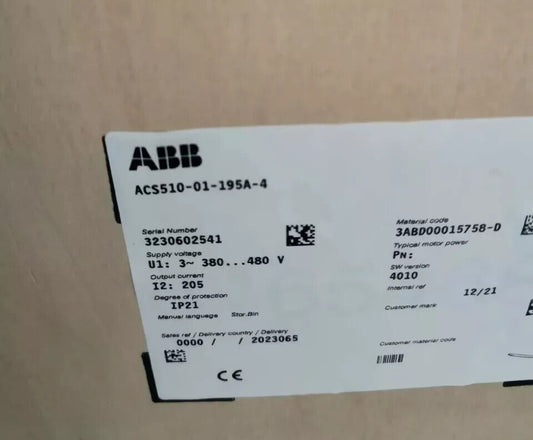 ABB
ACS510-01-195A-4
Serial Number
3230602541
Supply voltage
U1: 3~ 380...480 V
Output current
I2: 205
Degree of protection
IP21
Manual language Stor.Bin
Sales ref / Delivery country / Delivery
0000 / / 2023065
CE
Material code
3ABD00015758-D
Typical motor power
PN:
SW version
4010
Internal ref
12/21
Customer mark
Customer material code